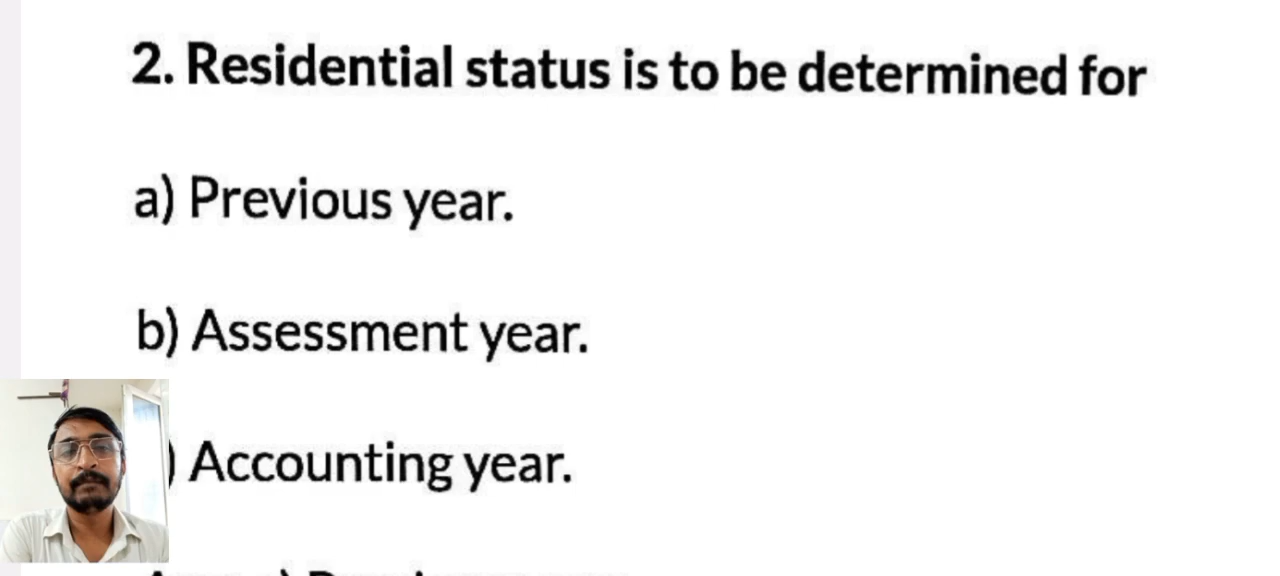 2. Residential status is to be determined for
a) Previous year.
b) Assessment year.
) Accounting year.